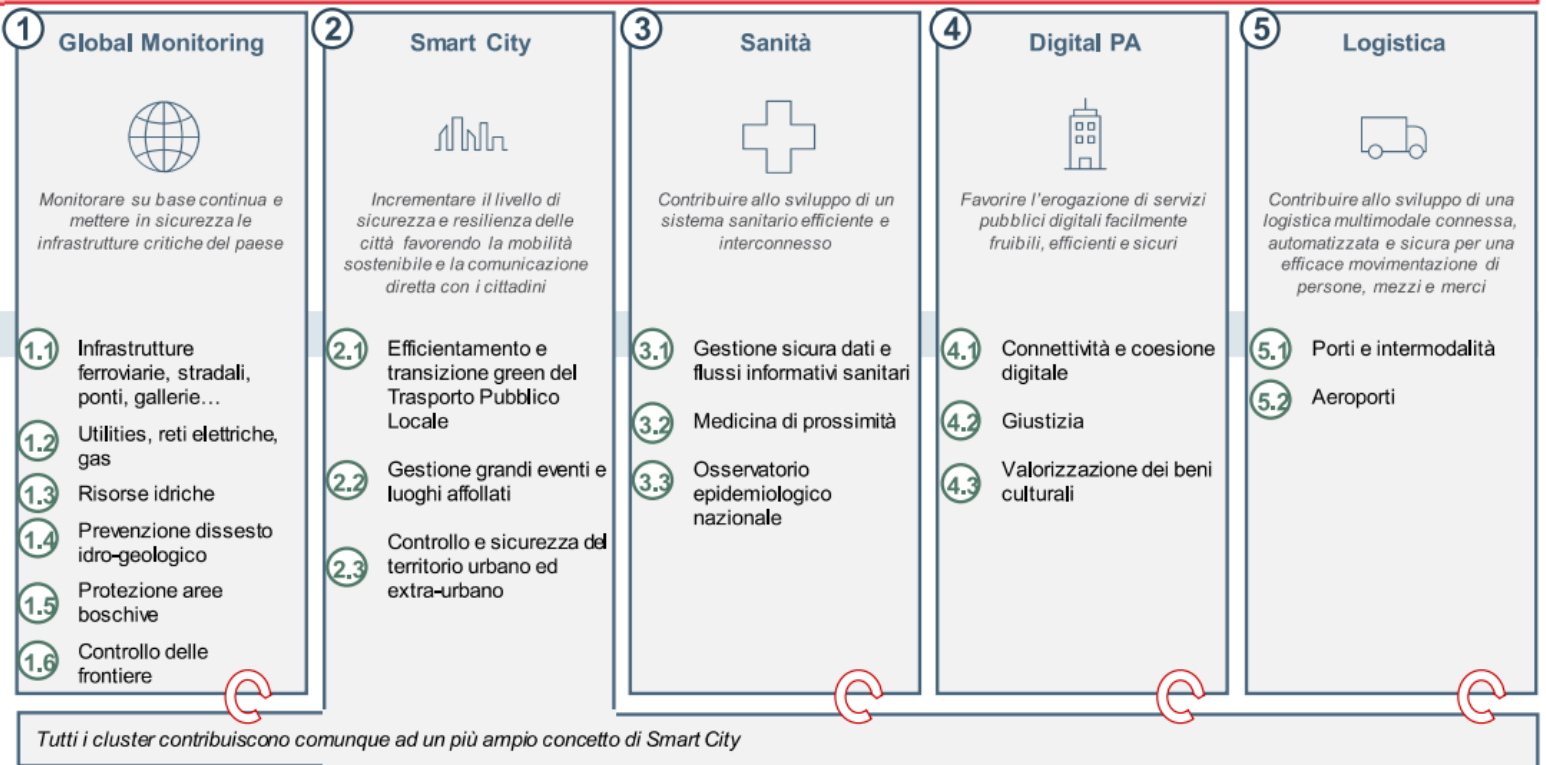 1
Global Monitoring
Monitorare su base continua e
mettere in sicurezza le
infrastrutture critiche del paese
1.1
Infrastrutture
ferroviarie, stradali,
ponti, gallerie…
1.2
Utilities, reti elettriche,
gas
1.3
Risorse idriche
1.4
Prevenzione dissesto
idro-geologico
1.5
Protezione aree
boschive
1.6
Controllo delle
frontiere
2
Smart City
Incrementare il livello di
sicurezza e resilienza delle
città favorendo la mobilità
sostenibile e la comunicazione
diretta con i cittadini
2.1
Efficientamento e
transizione green del
Trasporto Pubblico
Locale
2.2
Gestione grandi eventi e
luoghi affollati
2.3
Controllo e sicurezza del
territorio urbano ed
extra-urbano
3
Sanità
Contribuire allo sviluppo di un
sistema sanitario efficiente e
interconnesso
3.1
Gestione sicura dati e
flussi informativi sanitari
3.2
Medicina di prossimità
3.3
Osservatorio
epidemiologico
nazionale
4
Digital PA
Favorire l'erogazione di servizi
pubblici digitali facilmente
fruibili, efficienti e sicuri
4.1
Connettività e coesione
digitale
4.2
Giustizia
4.3
Valorizzazione dei beni
culturali
5
Logistica
Contribuire allo sviluppo di una
logistica multimodale connessa,
automatizzata e sicura per una
efficace movimentazione di
persone, mezzi e merci
5.1
Porti e intermodalità
5.2
Aeroporti
Tutti i cluster contribuiscono comunque ad un più ampio concetto di Smart City